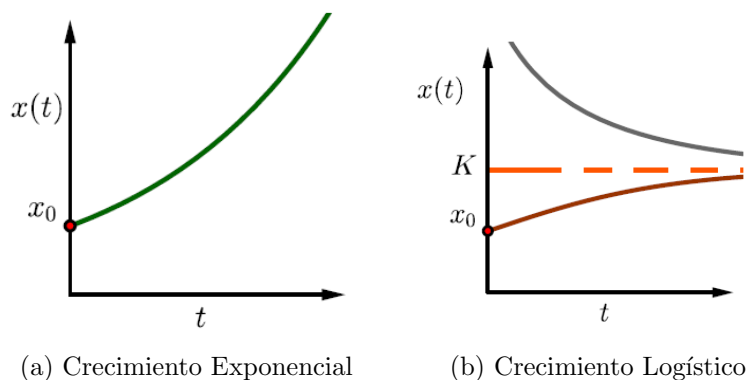 x(t)
x₀
t
(a) Crecimiento Exponencial
x(t)
K
x₀
t
(b) Crecimiento Logístico